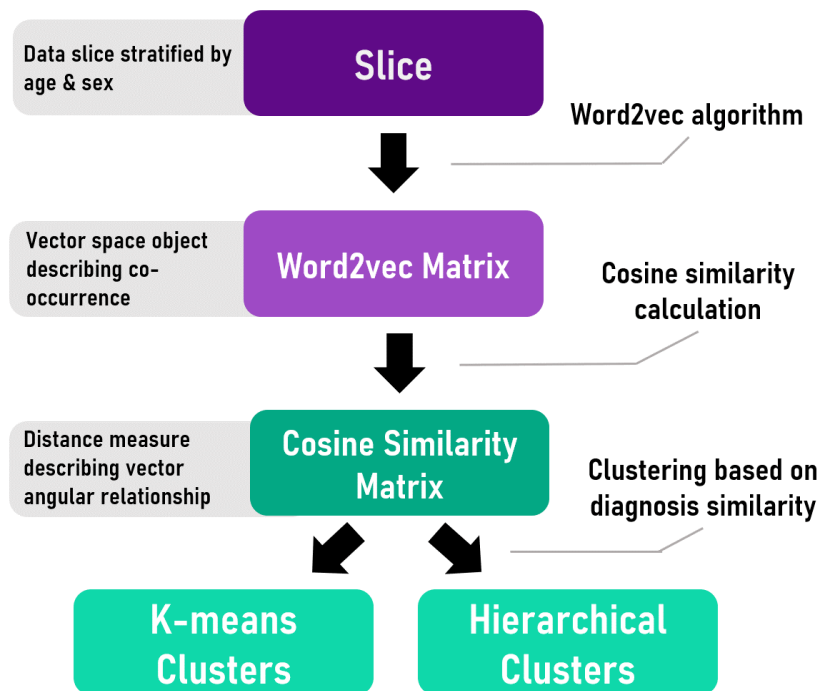 Data slice stratified by
age & sex
Slice
Word2vec algorithm
Vector space object
describing co-
occurrence
Word2vec Matrix
Cosine similarity
calculation
Distance measure
describing vector
angular relationship
Cosine Similarity
Matrix
Clustering based on
diagnosis similarity
K-means
Clusters
Hierarchical
Clusters